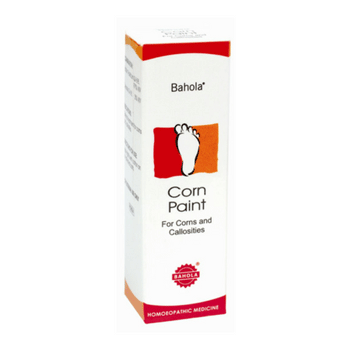 Bahola®
Corn
Paint
For Corns and
Callosities
BAHOLA ®
HOMOEOPATHIC MEDICINE